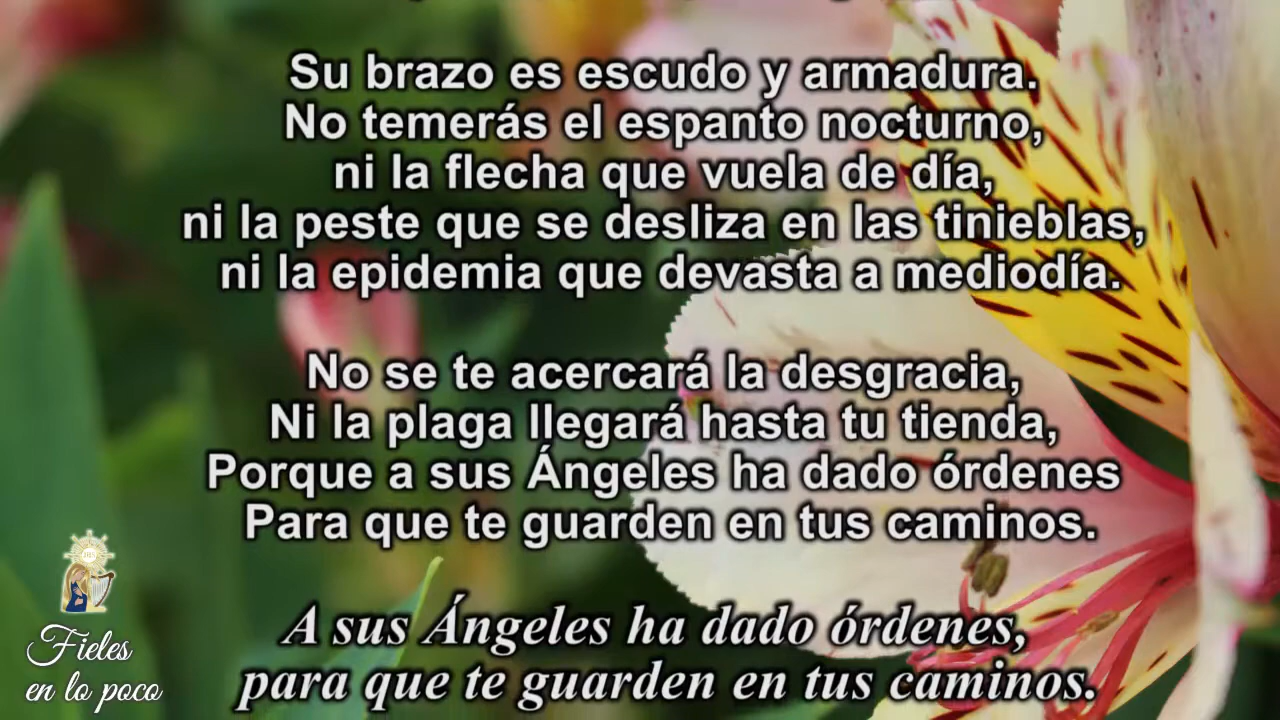 Su brazo es escudo y armadura.
No temerás el espanto nocturno,
ni la flecha que vuela de día,
ni la peste que se desliza en las tinieblas,
ni la epidemia que devasta a mediodía.
No se te acercará la desgracia,
Ni la plaga llegará hasta tu tienda,
Porque a sus Ángeles ha dado órdenes
Para que te guarden en tus caminos.
A sus Ángeles ha dado órdenes,
para que te guarden en tus caminos.
Fieles
en lo poco